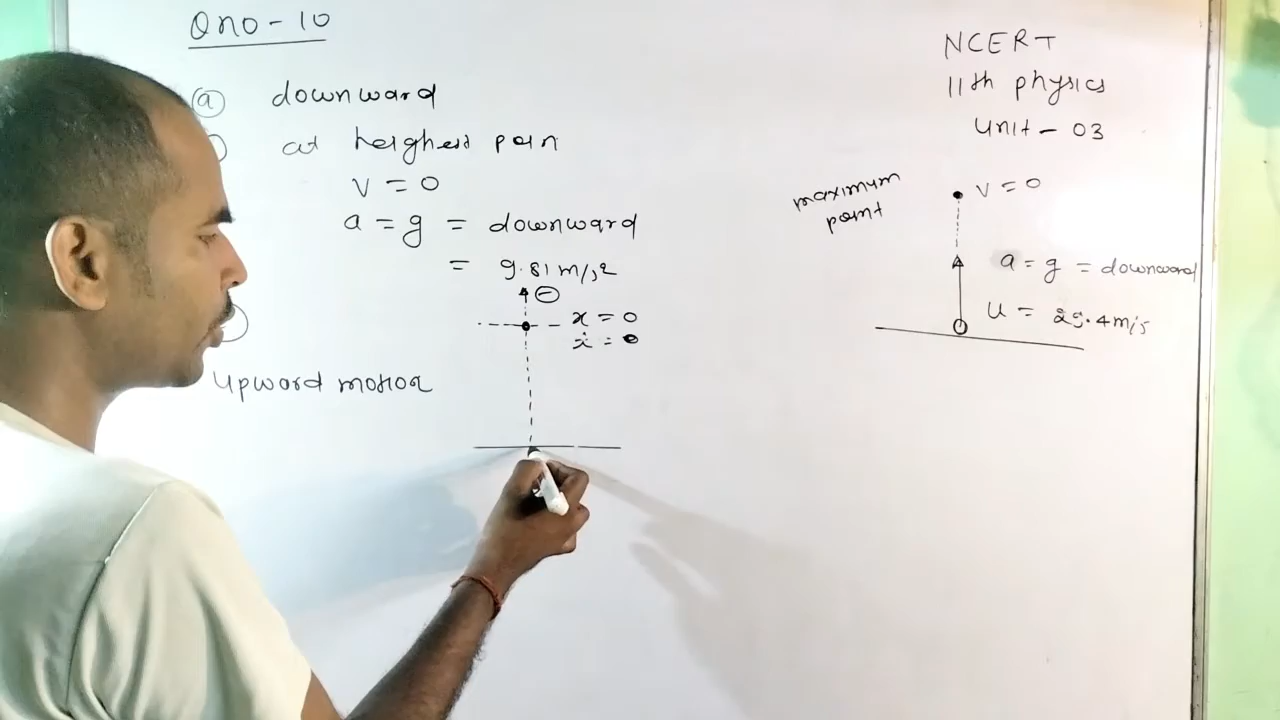 Qno - 10
(a) downward
at heighest poin
v = 0
a = g = downward
= 9.81 m/s2
⊖
x = 0
upward motion
NCERT
11th physics
Unit - 03
maximum
point
v = 0
a = g = downward
u = 29.4 m/s